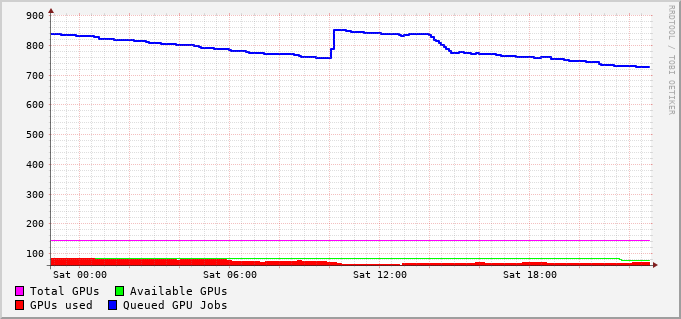 900
800
700
600
500
400
300
200
100
Sat 00:00 Sat 06:00 Sat 12:00 Sat 18:00
Total GPUs Available GPUs
GPUs used Queued GPU Jobs
RRDTOOL / TOBI OETIKER